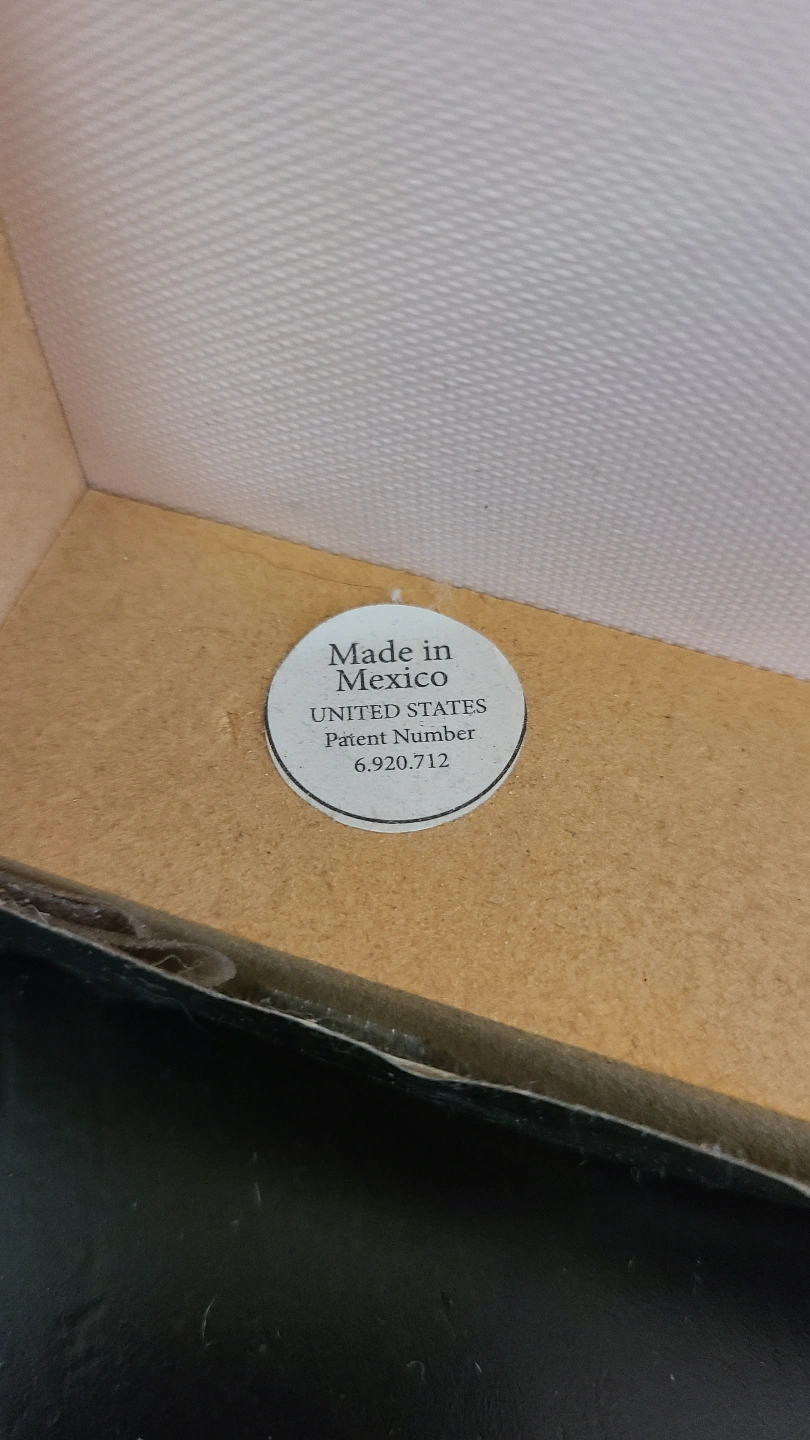 Made in
Mexico
UNITED STATES
Patent Number
6.920.712